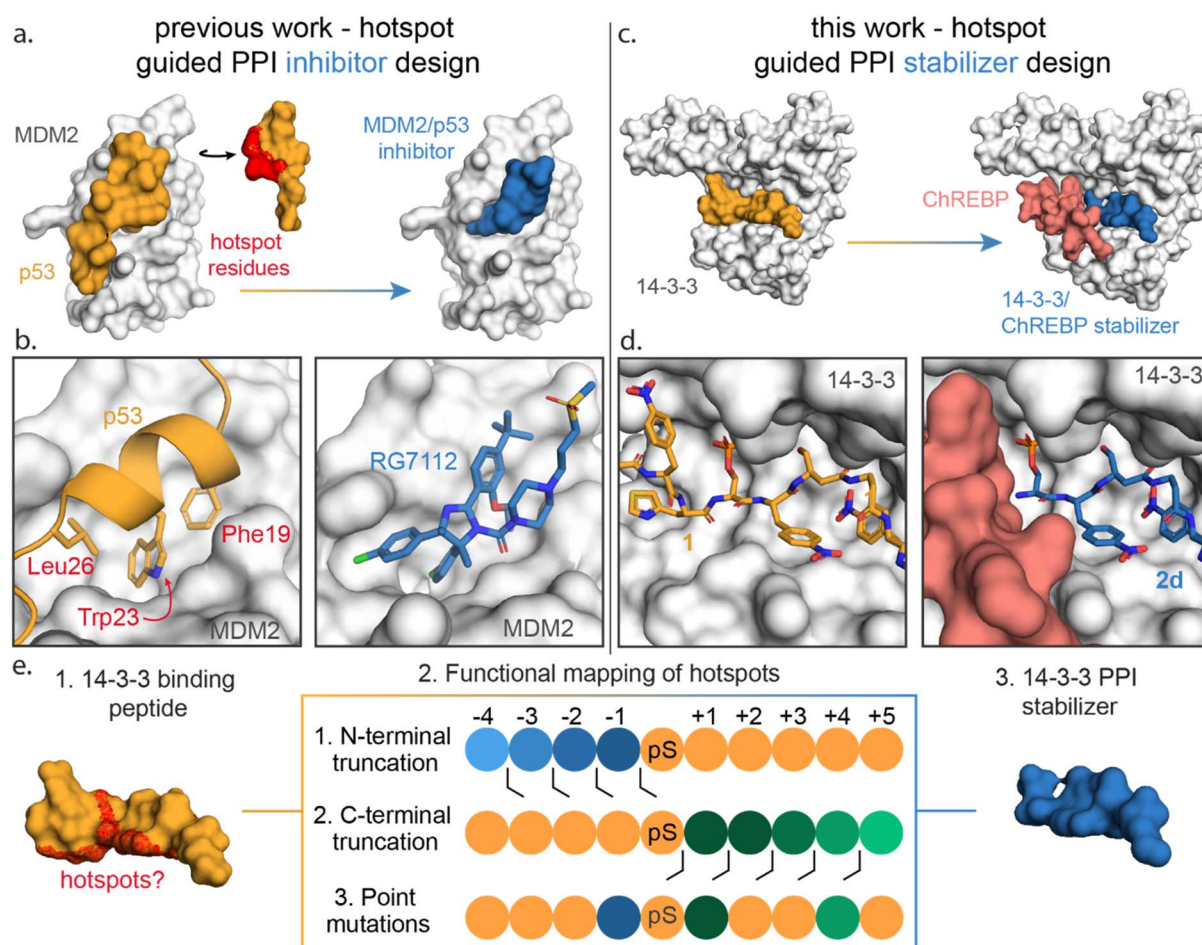 a.
previous work - hotspot
guided PPI inhibitor design
MDM2
p53
hotspot
residues
MDM2/p53
inhibitor
c.
this work - hotspot
guided PPI stabilizer design
14-3-3
ChREBP
14-3-3/
ChREBP stabilizer
b.
p53
Leu26
Trp23
Phe19
MDM2
RG7112
MDM2
d.
14-3-3
1
14-3-3
2d
e.
1. 14-3-3 binding
peptide
hotspots?
2. Functional mapping of hotspots
-4 -3 -2 -1 +1 +2 +3 +4 +5
1. N-terminal
truncation
pS
2. C-terminal
truncation
pS
3. Point
mutations
pS
3. 14-3-3 PPI
stabilizer